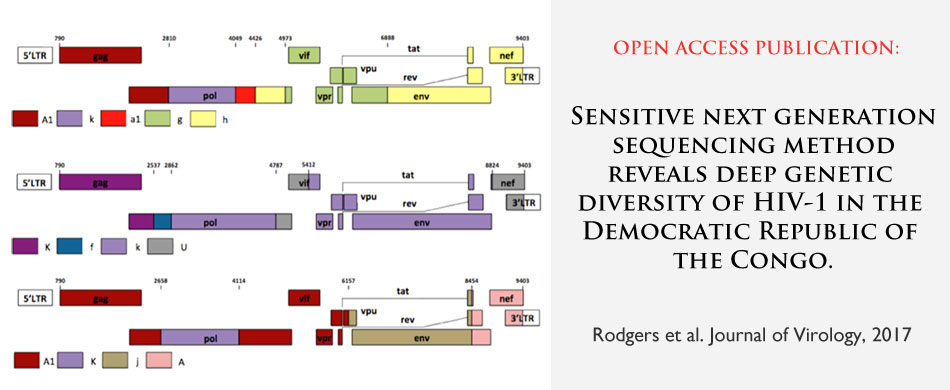 790 2810 4049 4426 4973 6888 9403
5'LTR gag vif tat nef
vpu
rev 3'LTR
pol vpr env
A1 k a1 g h
790 2537 2862 4787 5412 8824 9403
5'LTR gag vif tat nef
vpu
rev 3'LTR
pol vpr env
K f k U
790 2658 4114 6157 8454 9403
5'LTR gag vif tat nef
vpu
rev 3'LTR
pol vpr env
A1 K j A
OPEN ACCESS PUBLICATION:
Sensitive next generation
sequencing method
reveals deep genetic
diversity of HIV-1 in the
Democratic Republic of
the Congo.
Rodgers et al. Journal of Virology, 2017